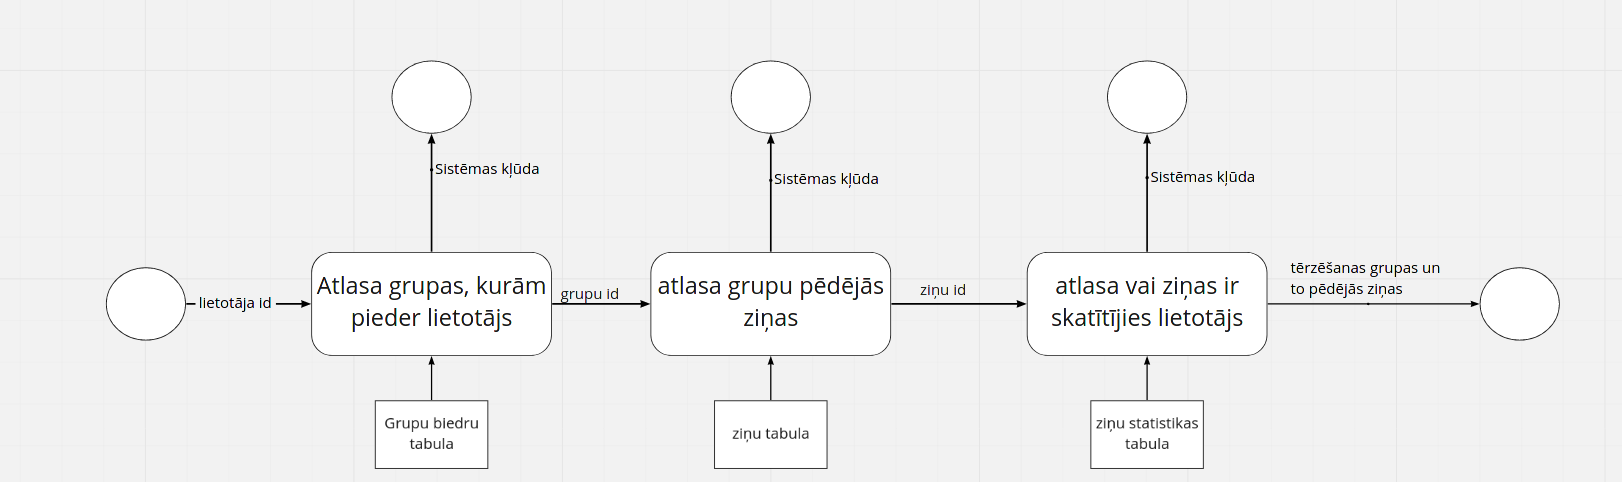 Sistēmas kļūda
Sistēmas kļūda
Sistēmas kļūda
lietotāja id
Atlasa grupas, kurām
pieder lietotājs
grupu id
atlasa grupu pēdējās
ziņas
ziņu id
atlasa vai ziņas ir
skatītījies lietotājs
tērzēšanas grupas un
to pēdējās ziņas
Grupu biedru
tabula
ziņu tabula
ziņu statistikas
tabula